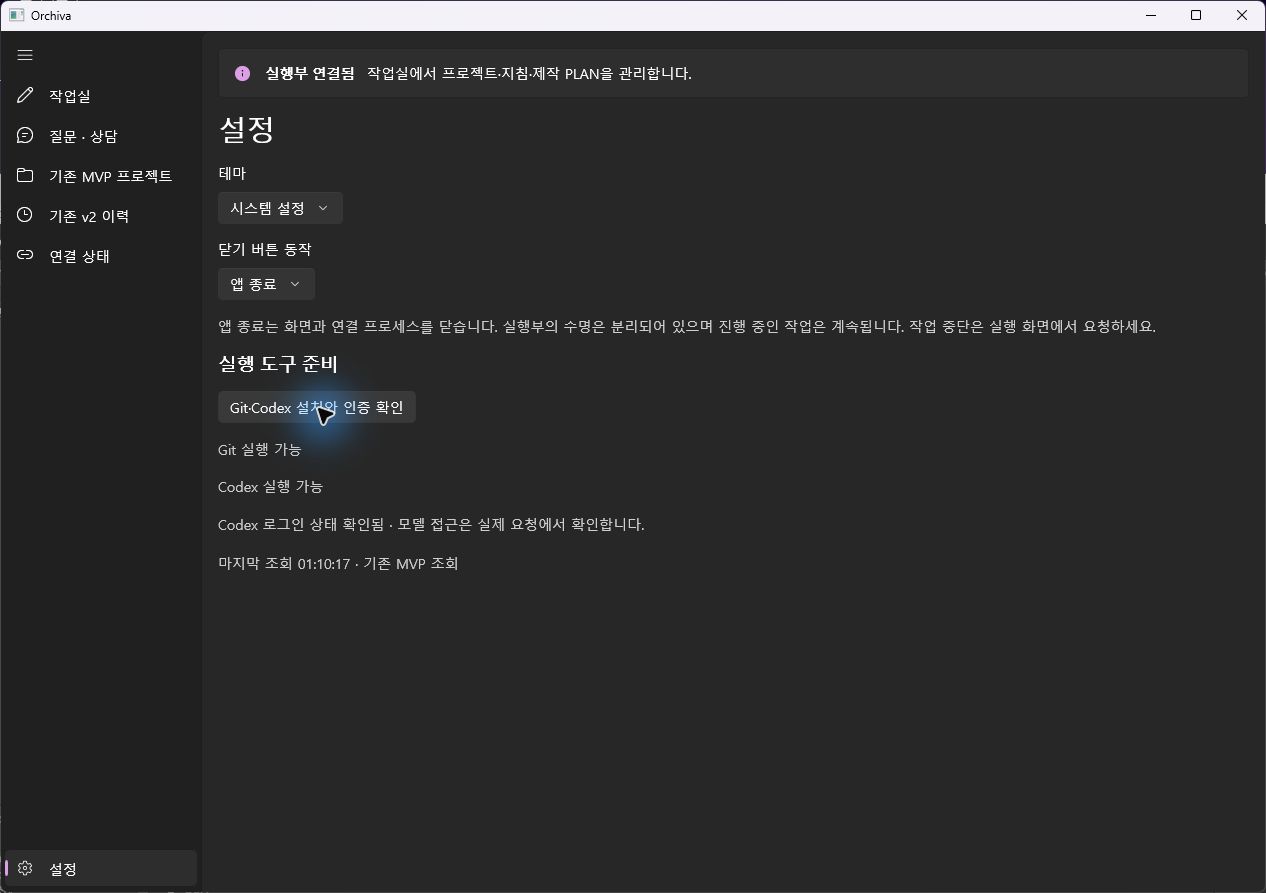 Orchiva
작업실
질문 · 상담
기존 MVP 프로젝트
기존 v2 이력
연결 상태
설정
실행부 연결됨 작업실에서 프로젝트·지침·제작 PLAN을 관리합니다.
설정
테마
시스템 설정
닫기 버튼 동작
앱 종료
앱 종료는 화면과 연결 프로세스를 닫습니다. 실행부의 수명은 분리되어 있으며 진행 중인 작업은 계속됩니다. 작업 중단은 실행 화면에서 요청하세요.
실행 도구 준비
Git·Codex 설치와 인증 확인
Git 실행 가능
Codex 실행 가능
Codex 로그인 상태 확인됨 · 모델 접근은 실제 요청에서 확인합니다.
마지막 조회 01:10:17 · 기존 MVP 조회